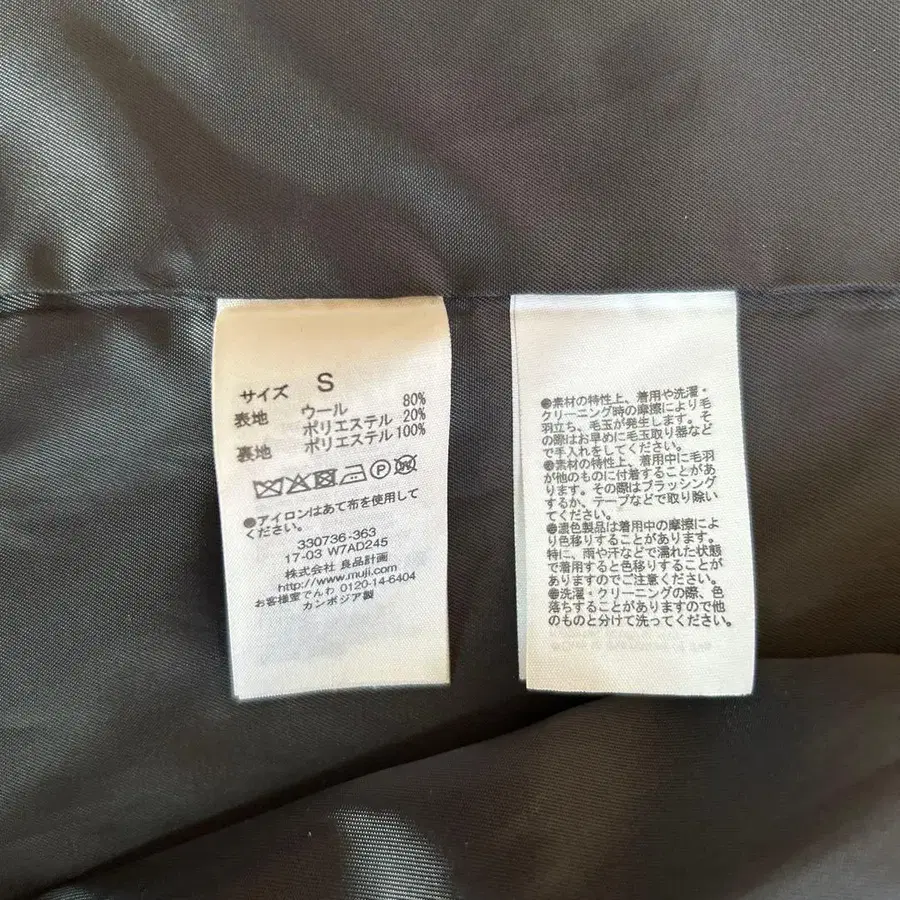 サイズ S
表地 ウール 80%
ポリエステル 20%
裏地 ポリエステル 100%
P
W
●アイロンはあて布を使用して
ください。
330736-363
17-03 W7AD245
株式会社 良品計画
http://www.muji.com
お客様室でんわ 0120-14-6404
カンボジア製
●素材の特性上、着用や洗濯・
クリーニング時の摩擦により毛
羽立ち、毛玉が発生します。そ
の際はお早めに毛玉取り器など
で手入れをしてください。
●素材の特性上、着用中に毛羽
が他のものに付着することがあ
ります。その際はブラッシング
するか、テープなどで取り除い
てください。
●濃色製品は着用中の摩擦によ
り色移りすることがあります。
特に、雨や汗などで濡れた状態
で着用すると色移りすることが
ありますのでご注意ください。
●洗濯・クリーニングの際、色
落ちすることがありますので他
のものと分けて洗ってください。